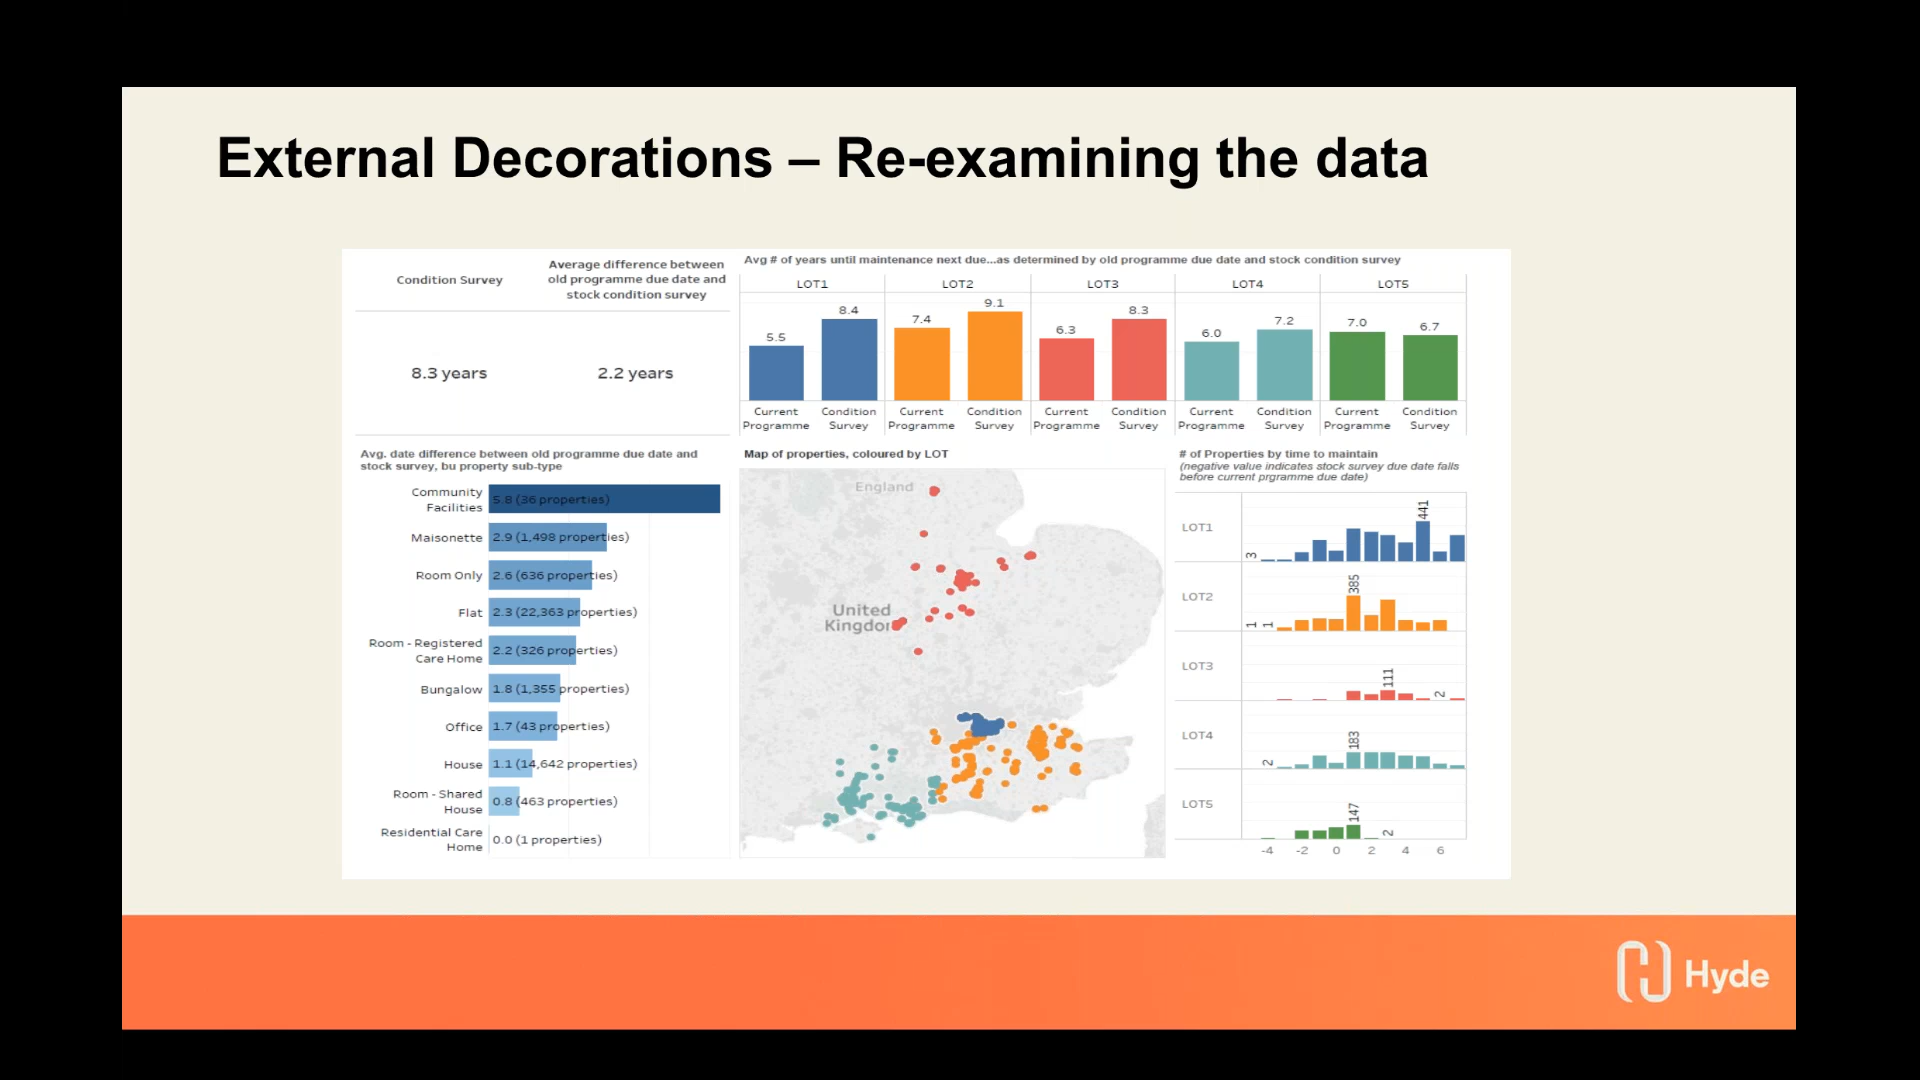 External Decorations – Re-examining the data
Condition Survey
Average difference between
old programme due date and
stock condition survey
8.3 years
2.2 years
Avg # of years until maintenance next due...as determined by old programme due date and stock condition survey
LOT1
LOT2
LOT3
LOT4
LOT5
5.5
8.4
7.4
9.1
6.3
8.3
6.0
7.2
7.0
6.7
Current
Programme
Condition
Survey
Current
Programme
Condition
Survey
Current
Programme
Condition
Survey
Current
Programme
Condition
Survey
Current
Programme
Condition
Survey
Avg. date difference between old programme due date and
stock survey, bu property sub-type
Community
Facilities
5.8 (36 properties)
Maisonette
2.9 (1,498 properties)
Room Only
2.6 (636 properties)
Flat
2.3 (22,363 properties)
Room - Registered
Care Home
2.2 (326 properties)
Bungalow
1.8 (1,355 properties)
Office
1.7 (43 properties)
House
1.1 (14,642 properties)
Room - Shared
House
0.8 (463 properties)
Residential Care
Home
0.0 (1 properties)
Map of properties, coloured by LOT
England
United
Kingdom
# of Properties by time to maintain
(negative value indicates stock survey due date falls
before current prgramme due date)
LOT1
3
441
LOT2
1
1
385
LOT3
111
2
LOT4
2
183
LOT5
147
2
-4
-2
0
2
4
6
Hyde